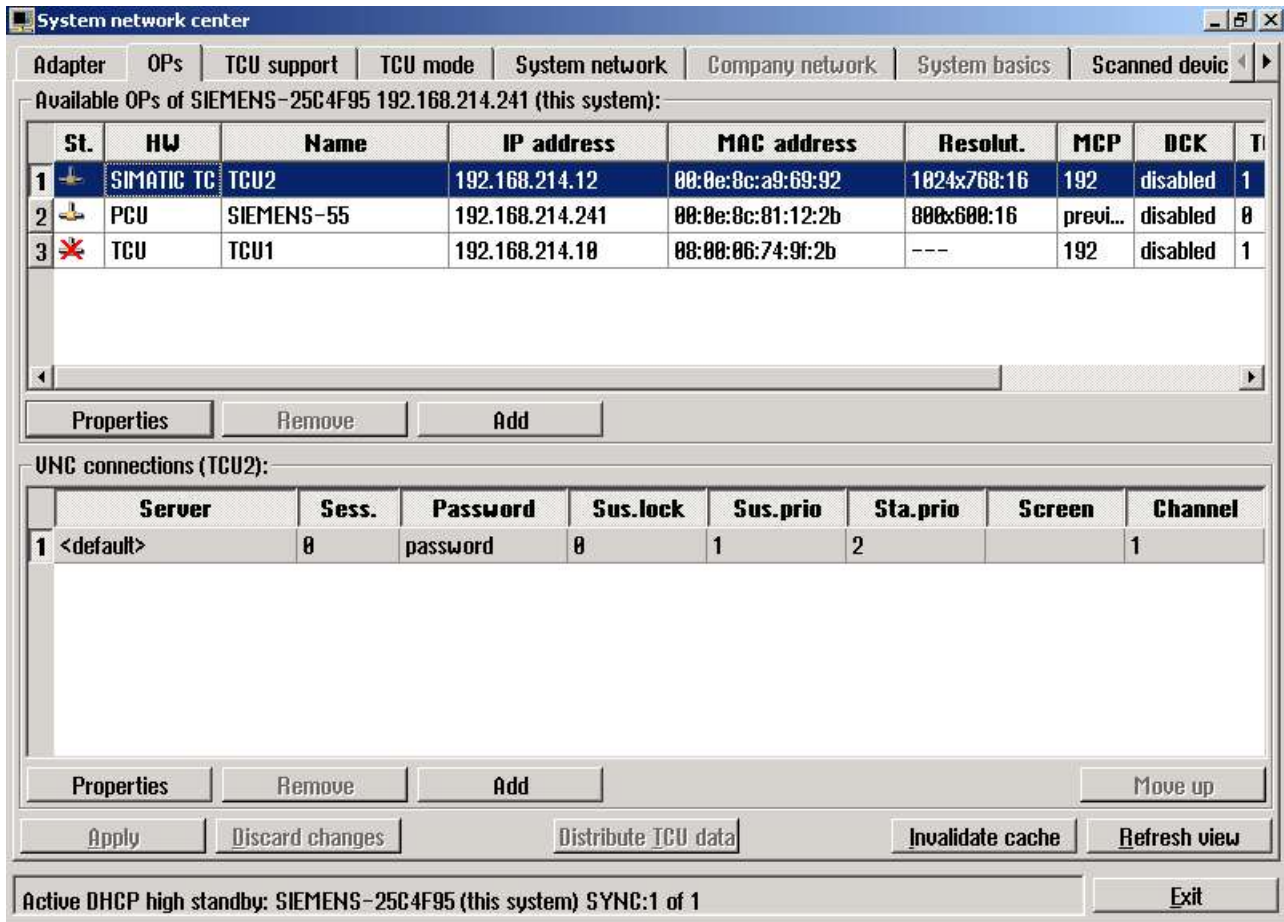 System network center
Adapter OPs TCU support TCU mode System network Company network System basics Scanned devic
Available OPs of SIEMENS-25C4F95 192.168.214.241 (this system):
St. HW Name IP address MAC address Resolut. MCP DCK T
1 SIMATIC TC TCU2 192.168.214.12 00:0e:8c:a9:69:92 1024x768:16 192 disabled 1
2 PCU SIEMENS-55 192.168.214.241 00:0e:8c:81:12:2b 800x600:16 previ... disabled 0
3 TCU TCU1 192.168.214.10 08:00:06:74:9f:2b --- 192 disabled 1
Properties Remove Add
VNC connections (TCU2):
Server Sess. Password Sus.lock Sus.prio Sta.prio Screen Channel
1 <default> 0 password 0 1 2 1
Properties Remove Add Move up
Apply Discard changes Distribute TCU data Invalidate cache Refresh view
Active DHCP high standby: SIEMENS-25C4F95 (this system) SYNC:1 of 1 Exit